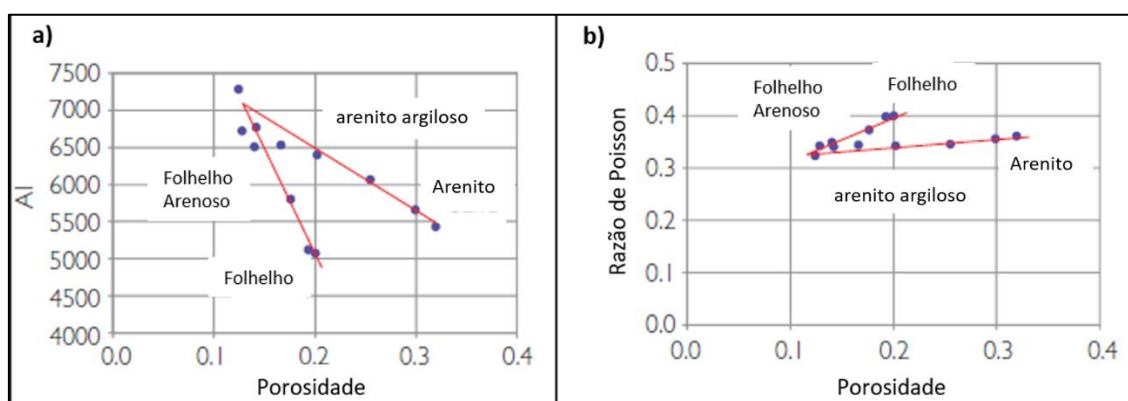 a)
7500
7000
6500
6000
5500
5000
4500
4000
AI
arenito argiloso
Folhelho
Arenoso
Arenito
Folhelho
0.0
0.1
0.2
0.3
0.4
Porosidade
b)
0.5
0.4
0.3
0.2
0.1
0.0
Razão de Poisson
Folhelho
Arenoso
Folhelho
Arenito
arenito argiloso
0.0
0.1
0.2
0.3
0.4
Porosidade